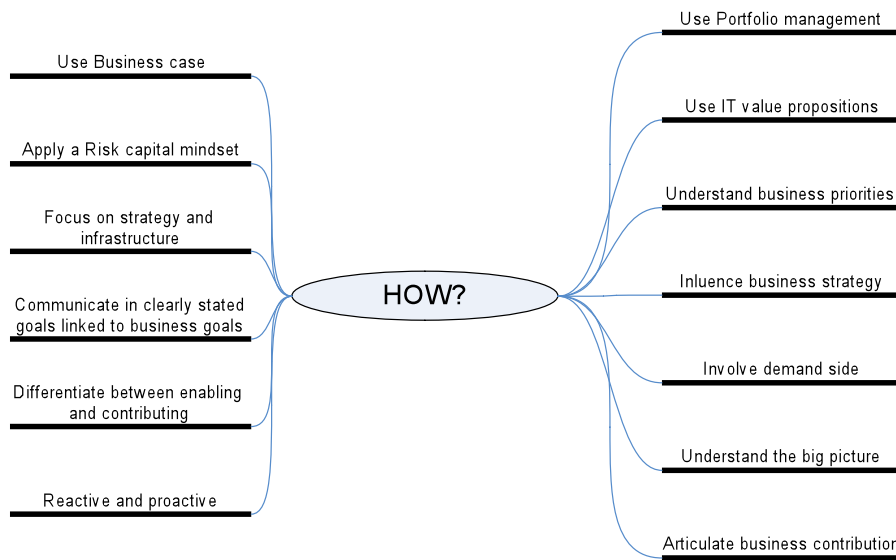 Use Business case
Apply a Risk capital mindset
Focus on strategy and
infrastructure
Communicate in clearly stated
goals linked to business goals
Differentiate between enabling
and contributing
Reactive and proactive
HOW?
Use Portfolio management
Use IT value propositions
Understand business priorities
Inluence business strategy
Involve demand side
Understand the big picture
Articulate business contribution